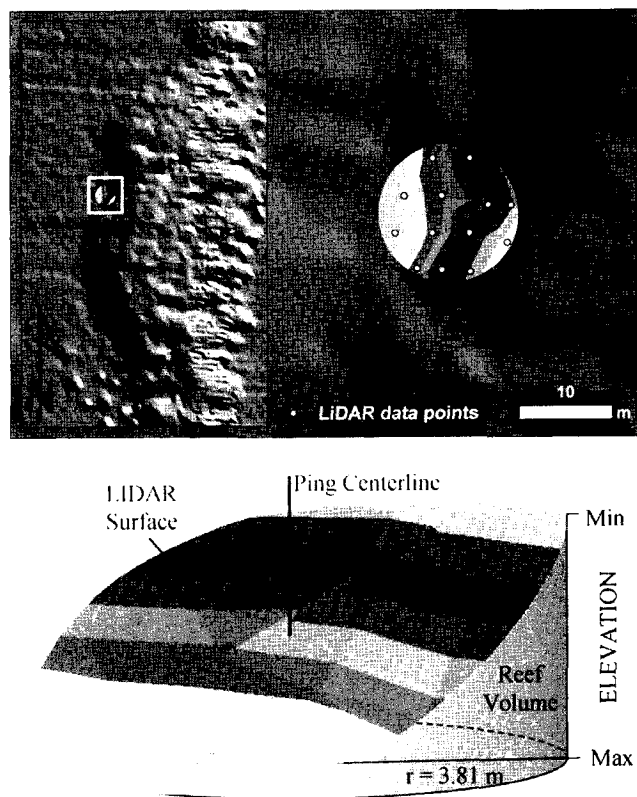 10
• LiDAR data points m
LIDAR
Surface
Ping Centerline
Min
ELEVATION
Reef
Volume
Max
r = 3.81 m